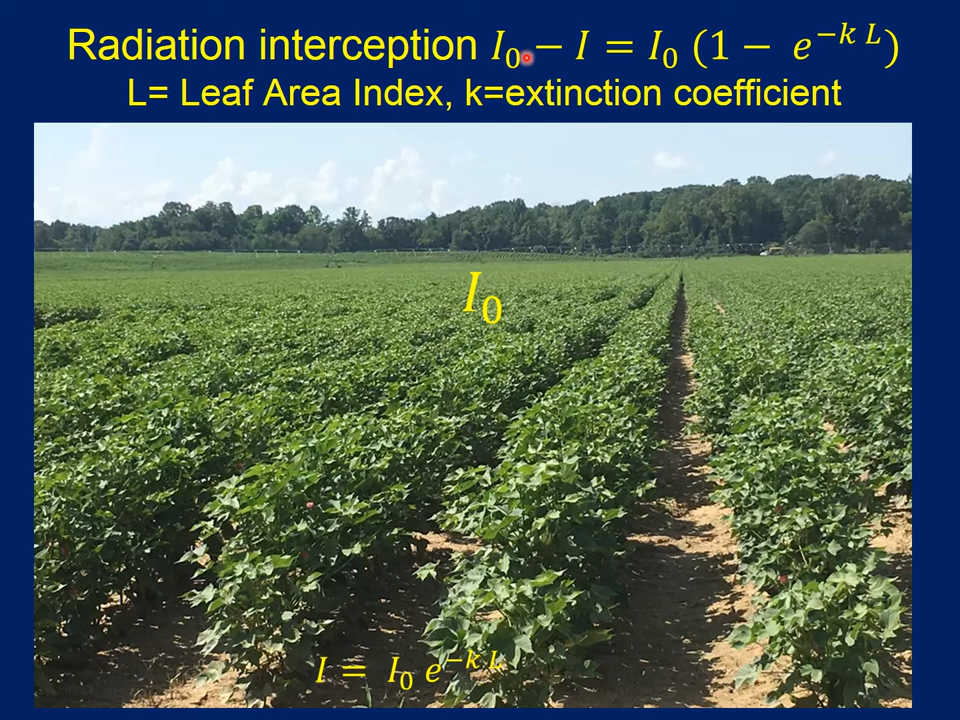 Radiation interception I₀ − I = I₀ (1 − e^{−k L})
L= Leaf Area Index, k=extinction coefficient
I₀
I = I₀ e^{−k L}